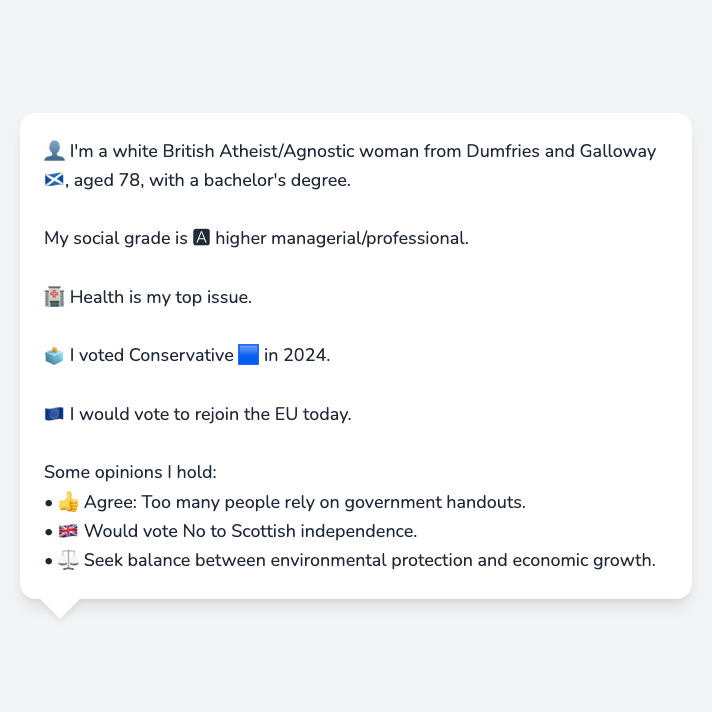 👤 I'm a white British Atheist/Agnostic woman from Dumfries and Galloway
🏴󠁧󠁢󠁳󠁣󠁴󠁿, aged 78, with a bachelor's degree.
My social grade is 🅰 higher managerial/professional.
🏥 Health is my top issue.
🗳️ I voted Conservative 🟦 in 2024.
🇪🇺 I would vote to rejoin the EU today.
Some opinions I hold:
• 👍 Agree: Too many people rely on government handouts.
• 🇬🇧 Would vote No to Scottish independence.
• ⚖️ Seek balance between environmental protection and economic growth.